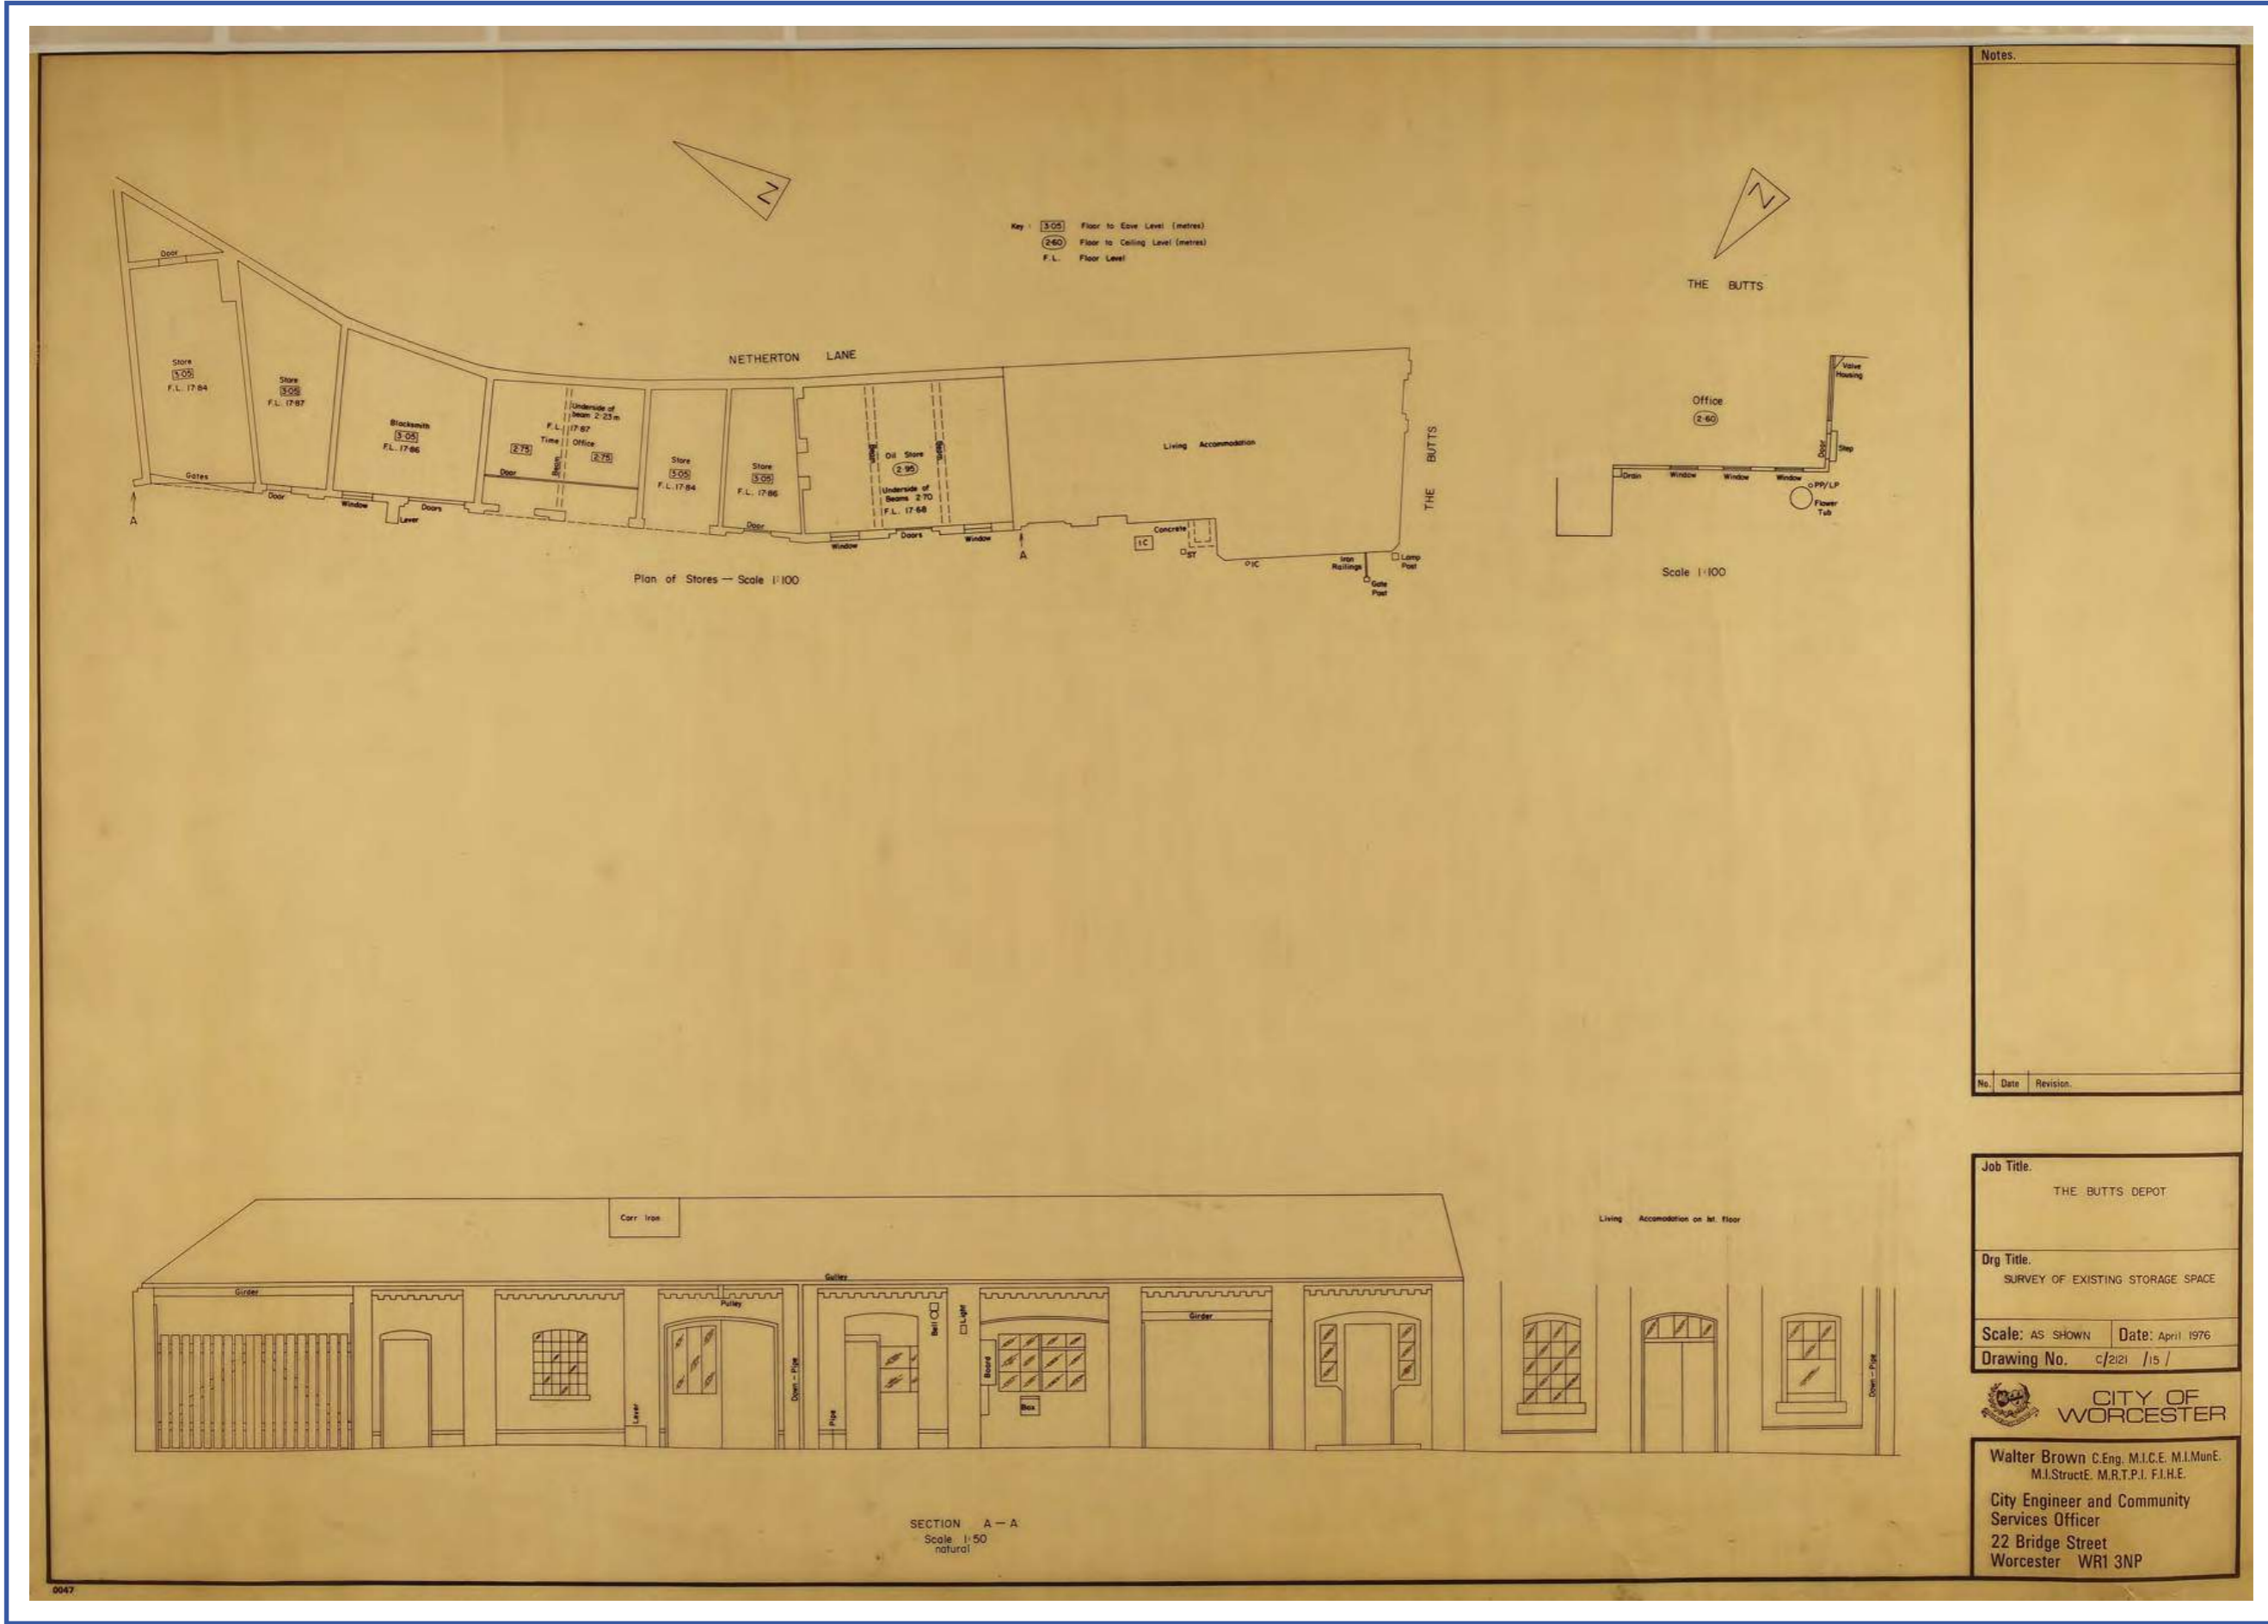 Notes.
N
N
Key : 3·05 Floor to Eave Level (metres)
2·60 Floor to Ceiling Level (metres)
F.L. Floor Level
THE BUTTS
Door
NETHERTON LANE
Store
3·05
F.L. 17·84
Store
3·05
F.L. 17·87
Blacksmith
3·05
F.L. 17·86
Underside of
beam 2·23m
F.L. 17·87
Time Office
2·75
2·75
Beam
Door
Store
3·05
F.L. 17·84
Store
3·05
F.L. 17·86
Beam
Beam
Oil Store
2·95
Underside of
Beams 2·70
F.L. 17·68
Living Accommodation
THE BUTTS
Gates
Door
Window
Lever
Doors
Door
Window
Doors
Window
A
A
Concrete
IC
ST
IC
Iron
Railings
Lamp
Post
Gate
Post
Plan of Stores — Scale 1:100
Office
2·60
Valve
Housing
Door
Step
Drain
Window
Window
Window
PP/LP
Flower
Tub
Scale 1:100
No. Date Revision.
Corr Iron
Living Accomodation on 1st. floor
Gulley
Girder
Pulley
Bell
Light
Girder
Lever
Down - Pipe
Pipe
Board
Box
Down - Pipe
SECTION A — A
Scale 1:50
natural
Job Title.
THE BUTTS DEPOT
Drg Title.
SURVEY OF EXISTING STORAGE SPACE
Scale: AS SHOWN Date: April 1976
Drawing No. C/2121 /15 /
CITY OF
WORCESTER
Walter Brown C.Eng. M.I.C.E. M.I.MunE.
M.I.StructE. M.R.T.P.I. F.I.H.E.
City Engineer and Community
Services Officer
22 Bridge Street
Worcester WR1 3NP
0047